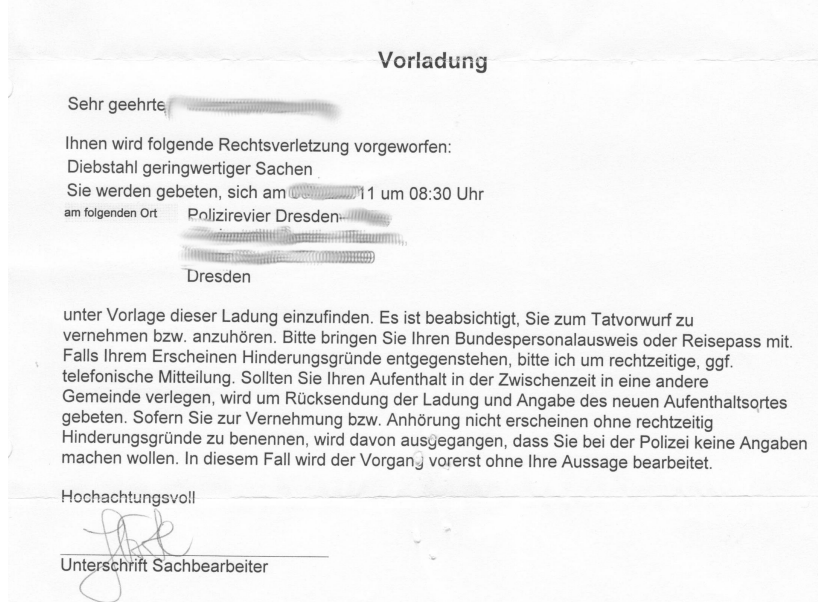 Vorladung
Sehr geehrte
Ihnen wird folgende Rechtsverletzung vorgeworfen:
Diebstahl geringwertiger Sachen
Sie werden gebeten, sich am 11 um 08:30 Uhr
am folgenden Ort Polizirevier Dresden-
Dresden
unter Vorlage dieser Ladung einzufinden. Es ist beabsichtigt, Sie zum Tatvorwurf zu
vernehmen bzw. anzuhören. Bitte bringen Sie Ihren Bundespersonalausweis oder Reisepass mit.
Falls Ihrem Erscheinen Hinderungsgründe entgegenstehen, bitte ich um rechtzeitige, ggf.
telefonische Mitteilung. Sollten Sie Ihren Aufenthalt in der Zwischenzeit in eine andere
Gemeinde verlegen, wird um Rücksendung der Ladung und Angabe des neuen Aufenthaltsortes
gebeten. Sofern Sie zur Vernehmung bzw. Anhörung nicht erscheinen ohne rechtzeitig
Hinderungsgründe zu benennen, wird davon ausgegangen, dass Sie bei der Polizei keine Angaben
machen wollen. In diesem Fall wird der Vorgang vorerst ohne Ihre Aussage bearbeitet.
Hochachtungsvoll
Unterschrift Sachbearbeiter